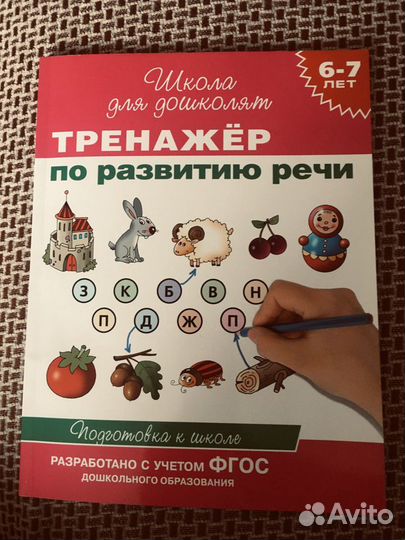 Школа
для дошколят
6-7
ЛЕТ
ТРЕНАЖЁР
ПО РАЗВИТИЮ РЕЧИ
З К Б В Н
П Д Ж П
Подготовка к школе
РАЗРАБОТАНО С УЧЕТОМ ФГОС
ДОШКОЛЬНОГО ОБРАЗОВАНИЯ
Avito